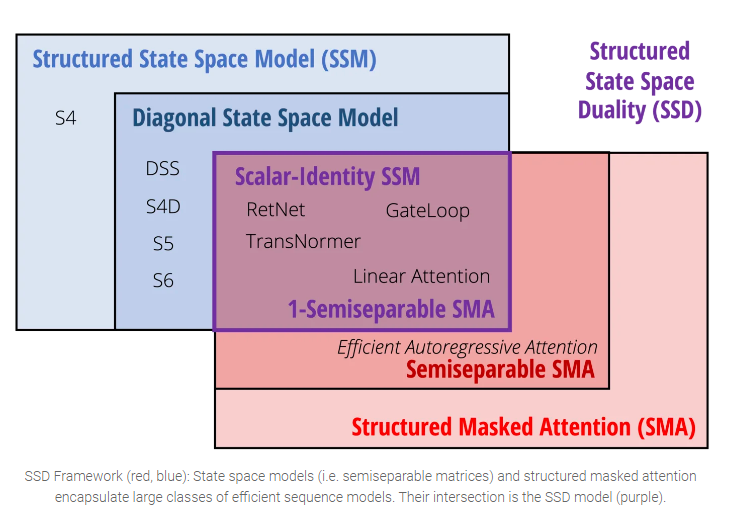 Structured State Space Model (SSM)
Structured
State Space
Duality (SSD)
S4
Diagonal State Space Model
DSS
S4D
S5
S6
Scalar-Identity SSM
RetNet
GateLoop
TransNormer
Linear Attention
1-Semiseparable SMA
Efficient Autoregressive Attention
Semiseparable SMA
Structured Masked Attention (SMA)
SSD Framework (red, blue): State space models (i.e. semiseparable matrices) and structured masked attention
encapsulate large classes of efficient sequence models. Their intersection is the SSD model (purple).